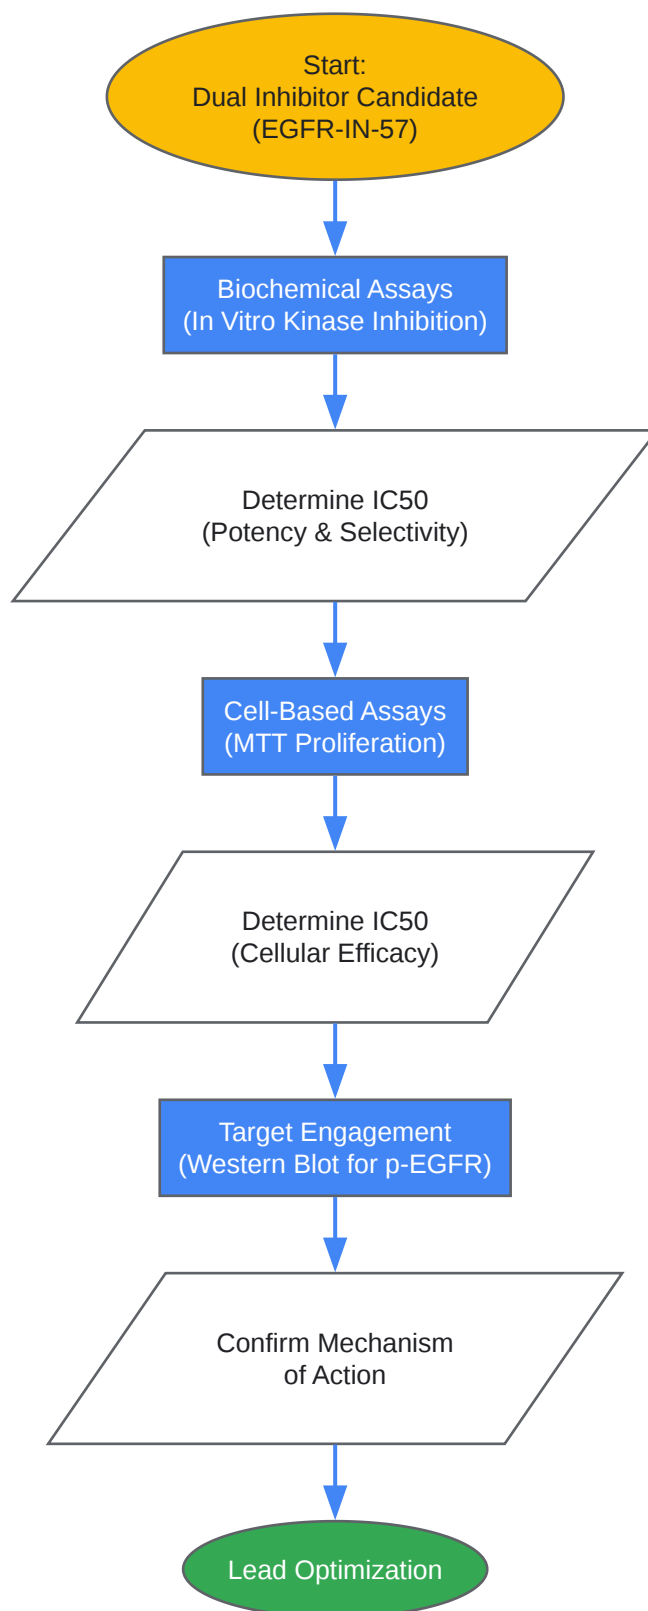 Start:
Dual Inhibitor Candidate
(EGFR-IN-57)
Biochemical Assays
(In Vitro Kinase Inhibition)
Determine IC50
(Potency & Selectivity)
Cell-Based Assays
(MTT Proliferation)
Determine IC50
(Cellular Efficacy)
Target Engagement
(Western Blot for p-EGFR)
Confirm Mechanism
of Action
Lead Optimization